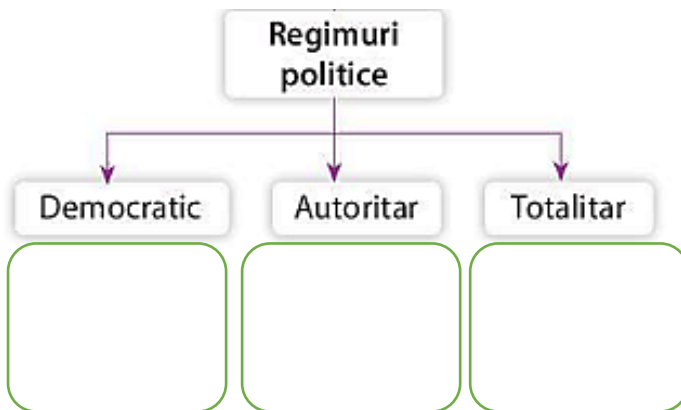 Regimuri
politice
Democratic
Autoritar
Totalitar